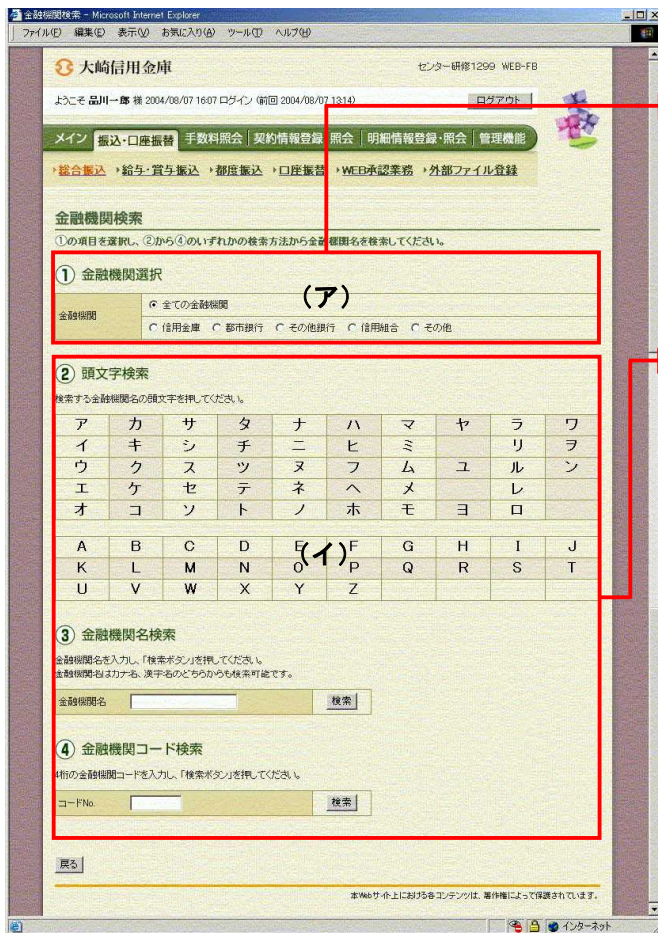 金融機関検索 - Microsoft Internet Explorer
ファイル(F) 編集(E) 表示(V) お気に入り(A) ツール(T) ヘルプ(H)
大崎信用金庫 センター研修1299 WEB-FB
ようこそ 品川一郎 様 2004/08/07 16:07 ログイン (前回 2004/08/07 13:14) ログアウト
メイン 振込・口座振替 手数料照会 契約情報登録・照会 明細情報登録・照会 管理機能
総合振込 給与・賞与振込 都度振込 口座振替 WEB承認業務 外部ファイル登録
金融機関検索
①の項目を選択し、②から④のいずれかの検索方法から金融機関名を検索してください。
① 金融機関選択
(ア)
金融機関 全ての金融機関
信用金庫 都市銀行 その他銀行 信用組合 その他
② 頭文字検索
検索する金融機関名の頭文字を押してください。
ア カ サ タ ナ ハ マ ヤ ラ ワ
イ キ シ チ ニ ヒ ミ リ ヲ
ウ ク ス ツ ヌ フ ム ユ ル ン
エ ケ セ テ ネ ヘ メ レ
オ コ ソ ト ノ ホ モ ヨ ロ
A B C D E F G H I J
(イ)
K L M N O P Q R S T
U V W X Y Z
③ 金融機関名検索
金融機関名を入力し、「検索ボタン」を押してください。
金融機関名はカナ名、漢字名のどちらからも検索可能です。
金融機関名 検索
④ 金融機関コード検索
4桁の金融機関コードを入力し、「検索ボタン」を押してください。
コードNo. 検索
戻る
本Webサイト上における各コンテンツは、著作権によって保護されています。
インターネット